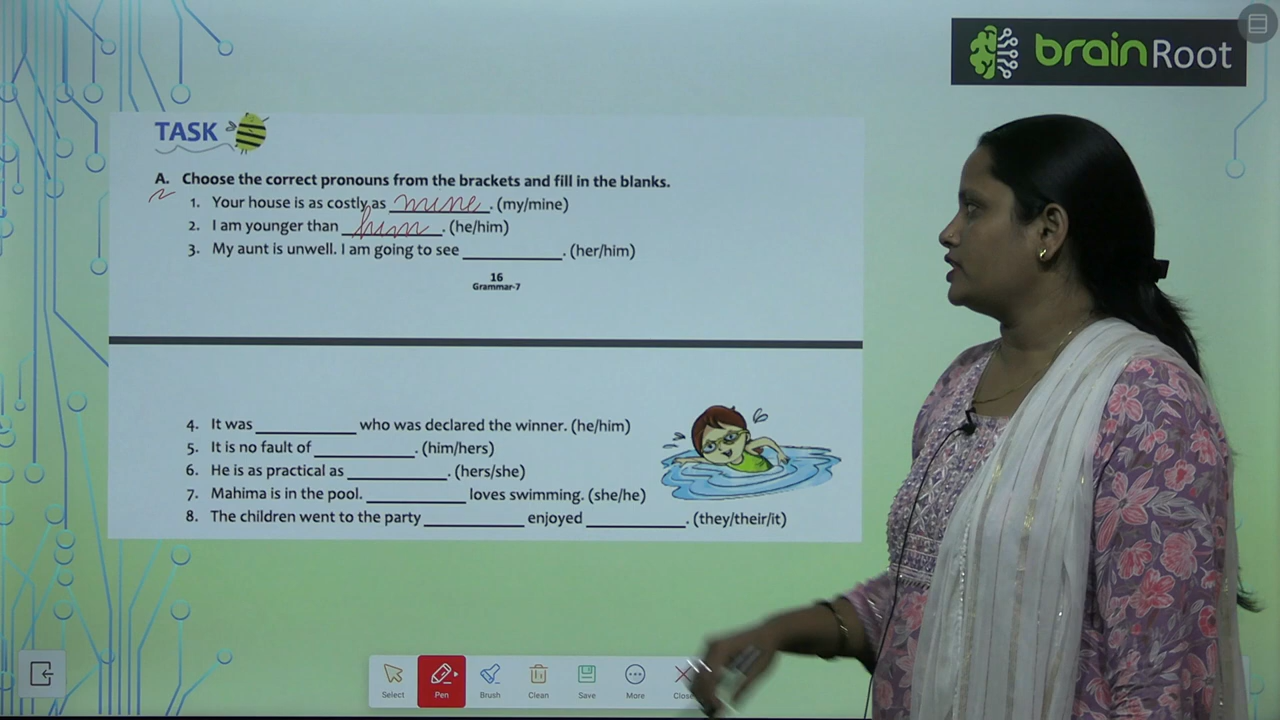 brainRoot
TASK
A. Choose the correct pronouns from the brackets and fill in the blanks.
1. Your house is as costly as mine. (my/mine)
2. I am younger than him. (he/him)
3. My aunt is unwell. I am going to see ____________. (her/him)
16
Grammar-7
4. It was ____________ who was declared the winner. (he/him)
5. It is no fault of ____________. (him/hers)
6. He is as practical as ____________. (hers/she)
7. Mahima is in the pool. ____________ loves swimming. (she/he)
8. The children went to the party ____________ enjoyed ____________. (they/their/it)
Select Pen Brush Clean Save More Close